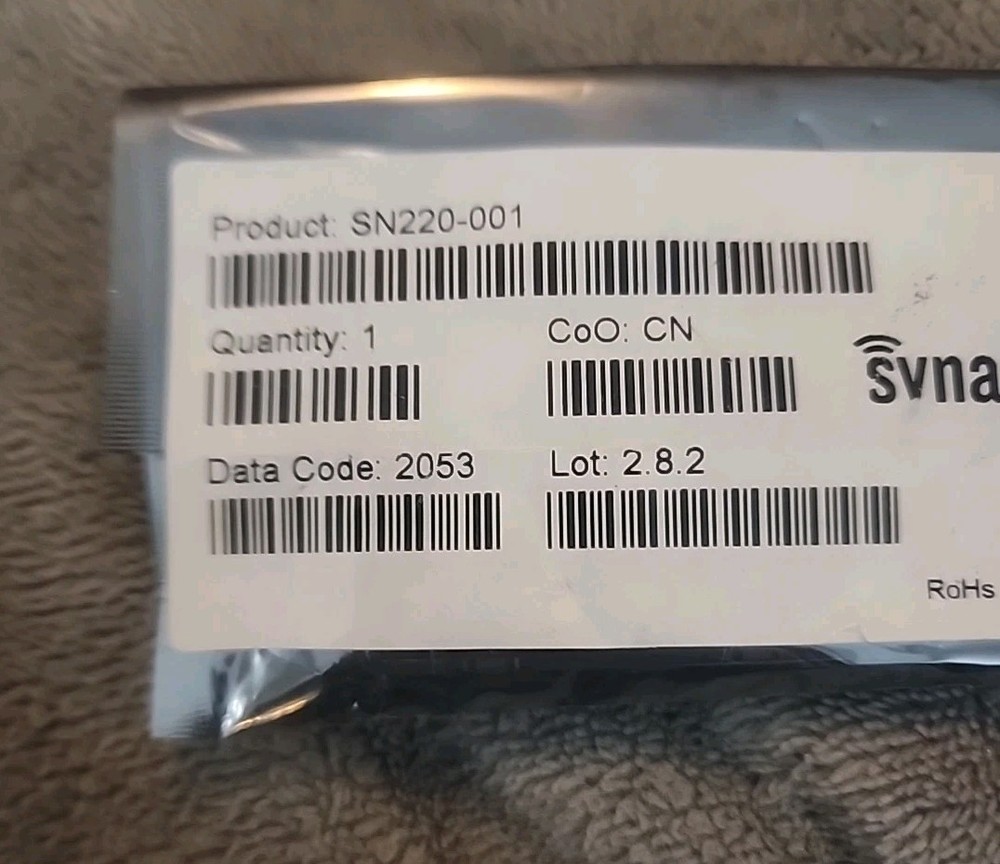 Product: SN220-001
Quantity: 1
CoO: CN
Data Code: 2053
Lot: 2.8.2
RoHs